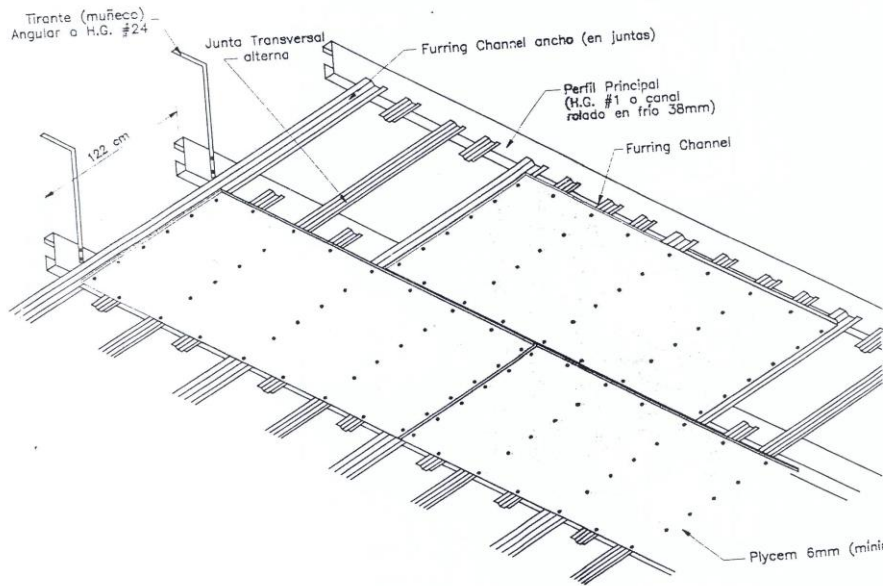 Tirante (muñeco)
Angular o H.G. #24
Junta Transversal
alterna
Furring Channel ancho (en juntas)
Perfil Principal
(H.G. #1 o canal
rolado en frío 38mm)
Furring Channel
122 cm
Plycem 6mm